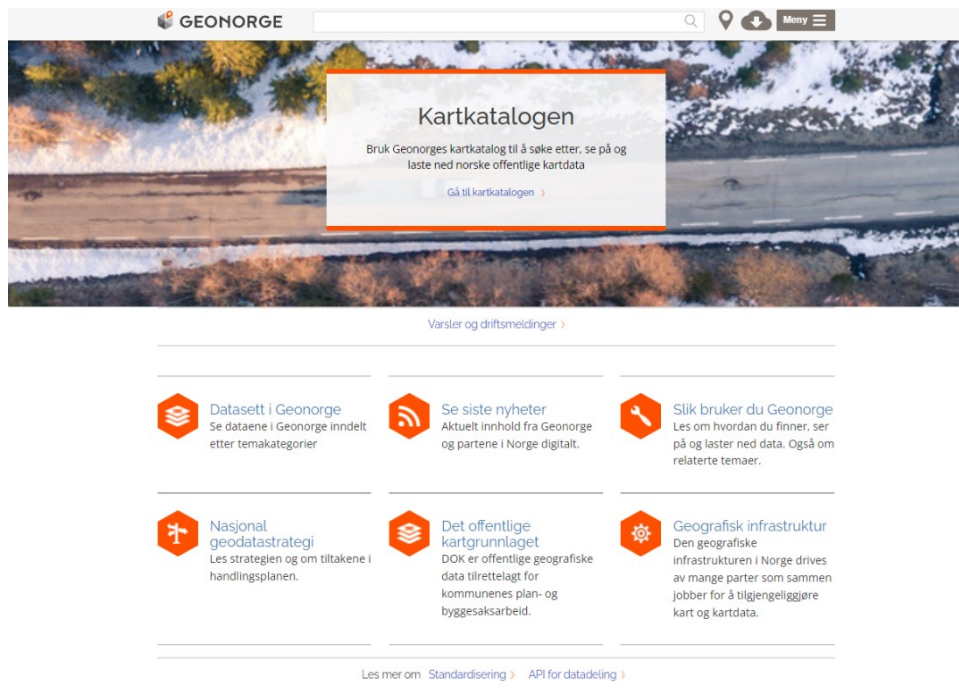 GEONORGE
Meny
Kartkatalogen
Bruk Geonorges kartkatalog til å søke etter, se på og
laste ned norske offentlige kartdata
Gå til kartkatalogen
Varsler og driftsmeldinger
Datasett i Geonorge
Se dataene i Geonorge inndelt
etter temakategorier
Se siste nyheter
Aktuelt innhold fra Geonorge
og partene i Norge digitalt.
Slik bruker du Geonorge
Les om hvordan du finner, ser
på og laster ned data. Også om
relaterte temaer.
Nasjonal
geodatastrategi
Les strategien og om tiltakene i
handlingsplanen.
Det offentlige
kartgrunnlaget
DOK er offentlige geografiske
data tilrettelagt for
kommunenes plan- og
byggesaksarbeid.
Geografisk infrastruktur
Den geografiske
infrastrukturen i Norge drives
av mange parter som sammen
jobber for å tilgjengeliggjøre
kart og kartdata.
Les mer om Standardisering API for datadeling